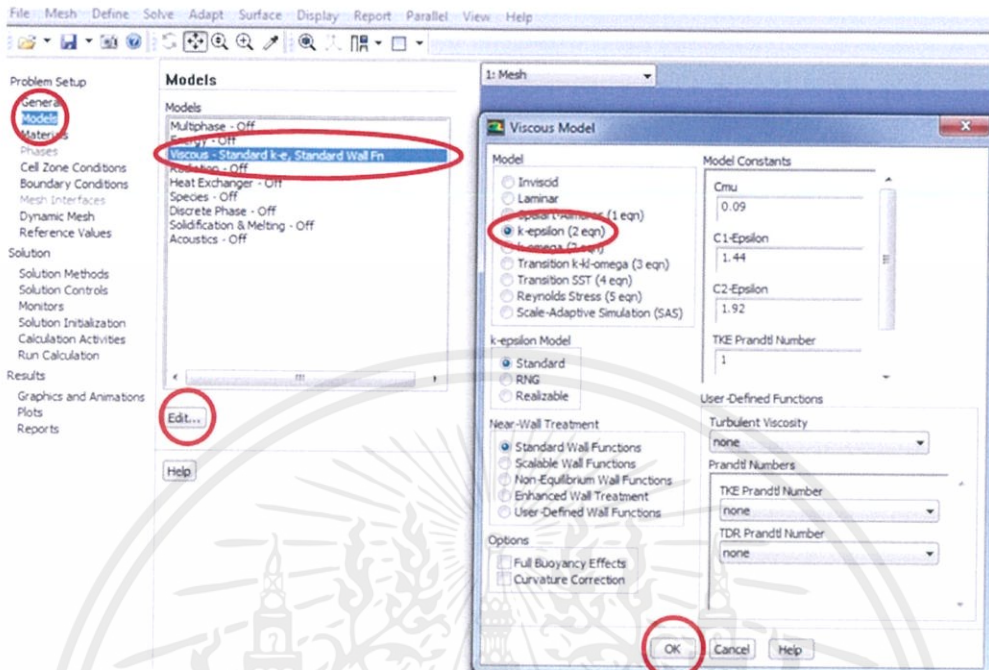 File Mesh Define Solve Adapt Surface Display Report Parallel View Help
Problem Setup
General
Models
Materials
Phases
Cell Zone Conditions
Boundary Conditions
Mesh Interfaces
Dynamic Mesh
Reference Values
Solution
Solution Methods
Solution Controls
Monitors
Solution Initialization
Calculation Activities
Run Calculation
Results
Graphics and Animations
Plots
Reports
Models
Models
Multiphase - Off
Energy - Off
Viscous - Standard k-e, Standard Wall Fn
Radiation - Off
Heat Exchanger - Off
Species - Off
Discrete Phase - Off
Solidification & Melting - Off
Acoustics - Off
Edit...
Help
1: Mesh
Viscous Model
Model
Inviscid
Laminar
Spalart-Allmaras (1 eqn)
k-epsilon (2 eqn)
k-omega (2 eqn)
Transition k-kl-omega (3 eqn)
Transition SST (4 eqn)
Reynolds Stress (5 eqn)
Scale-Adaptive Simulation (SAS)
k-epsilon Model
Standard
RNG
Realizable
Near-Wall Treatment
Standard Wall Functions
Scalable Wall Functions
Non-Equilibrium Wall Functions
Enhanced Wall Treatment
User-Defined Wall Functions
Options
Full Buoyancy Effects
Curvature Correction
Model Constants
Cmu
0.09
C1-Epsilon
1.44
C2-Epsilon
1.92
TKE Prandtl Number
1
User-Defined Functions
Turbulent Viscosity
none
Prandtl Numbers
TKE Prandtl Number
none
TDR Prandtl Number
none
OK Cancel Help